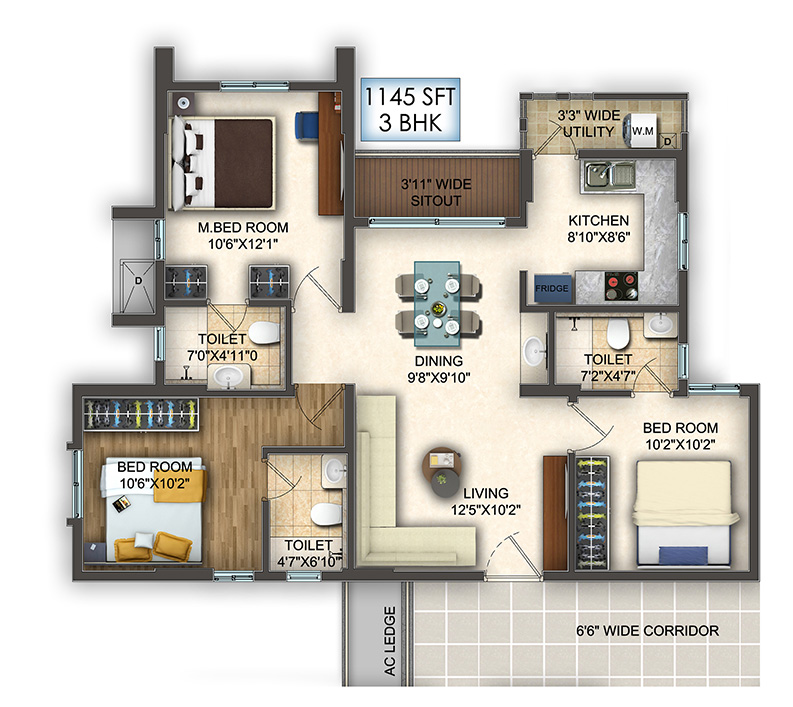 1145 SFT
3 BHK
3'3" WIDE
UTILITY
W.M
D
3'11" WIDE
SITOUT
M.BED ROOM
10'6"X12'1"
KITCHEN
8'10"X8'6"
D
FRIDGE
TOILET
7'0"X4'11"0
DINING
9'8"X9'10"
TOILET
7'2"X4'7"
BED ROOM
10'2"X10'2"
BED ROOM
10'6"X10'2"
LIVING
12'5"X10'2"
TOILET
4'7"X6'10"
AC LEDGE
6'6" WIDE CORRIDOR